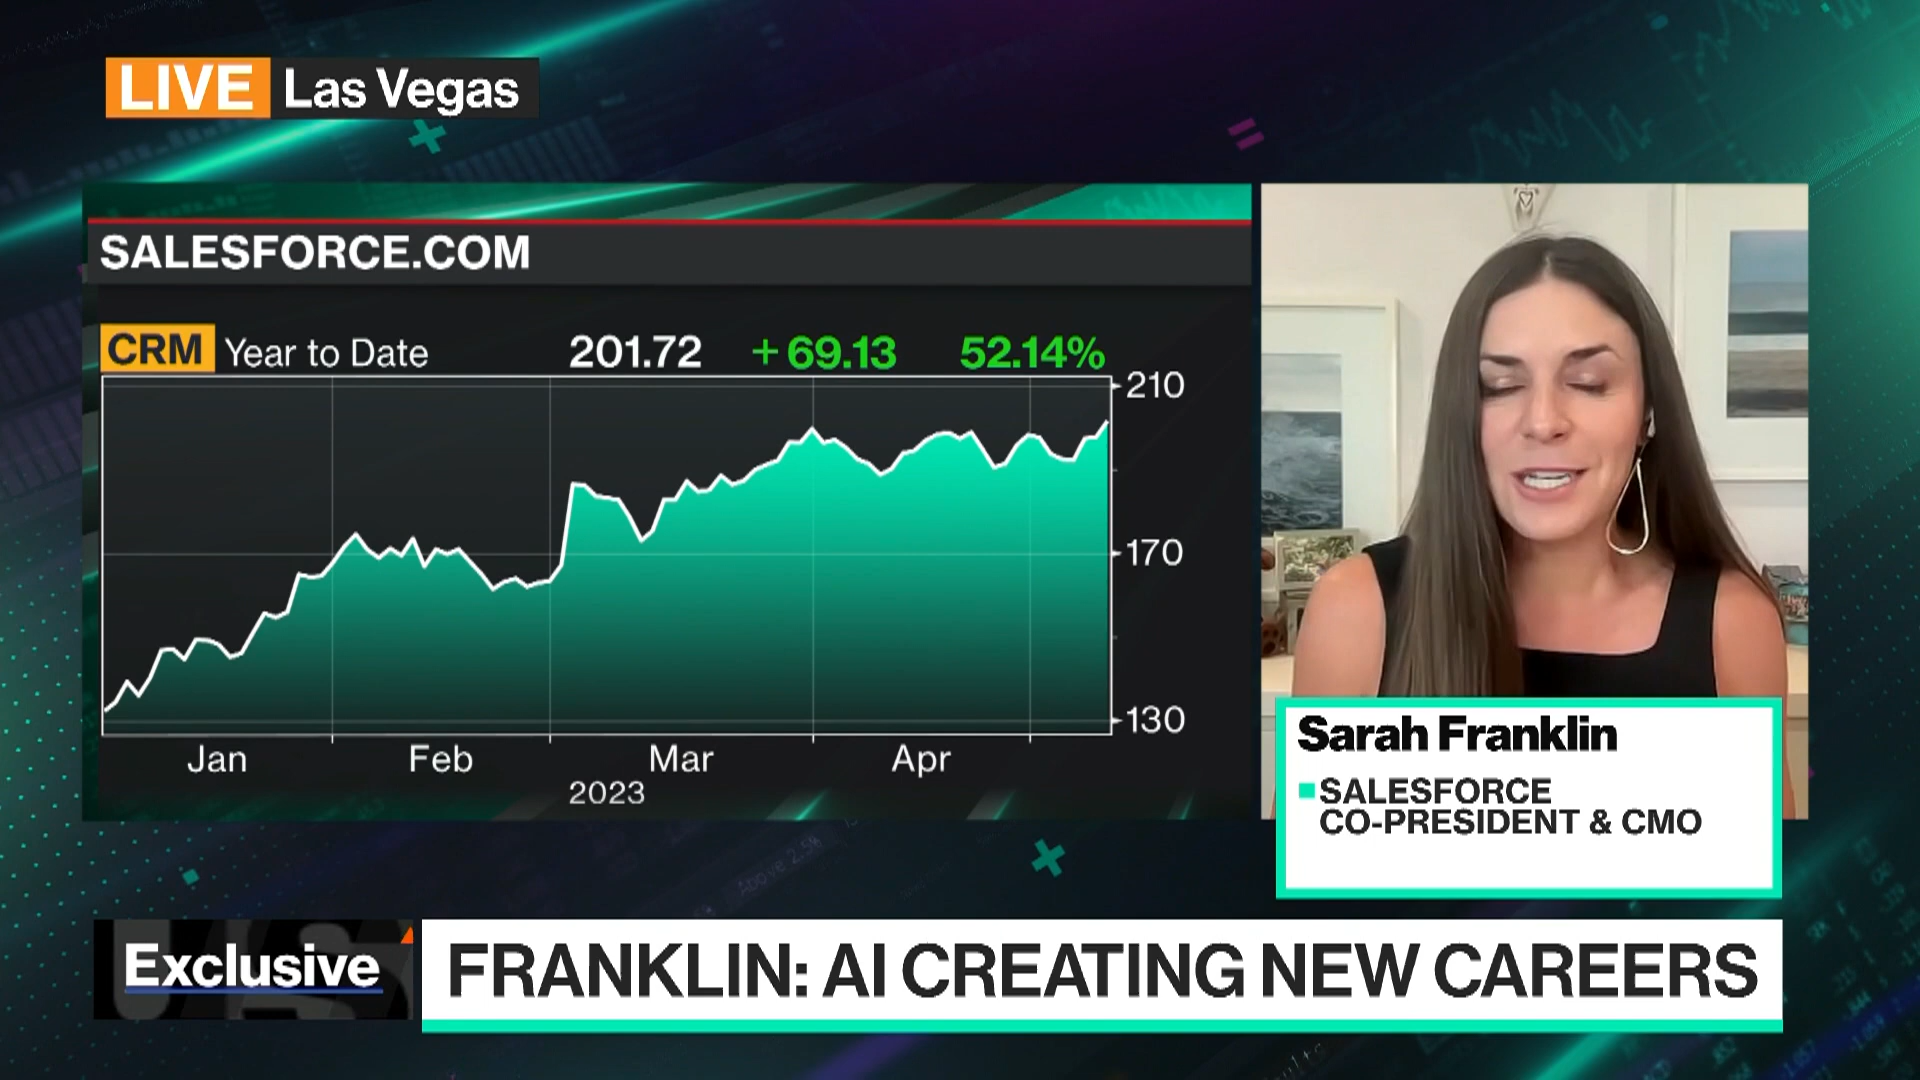 LIVE Las Vegas
SALESFORCE.COM
CRM Year to Date 201.72 +69.13 52.14%
210
170
130
Jan Feb Mar Apr
2023
Sarah Franklin
SALESFORCE
CO-PRESIDENT & CMO
Exclusive
FRANKLIN: AI CREATING NEW CAREERS